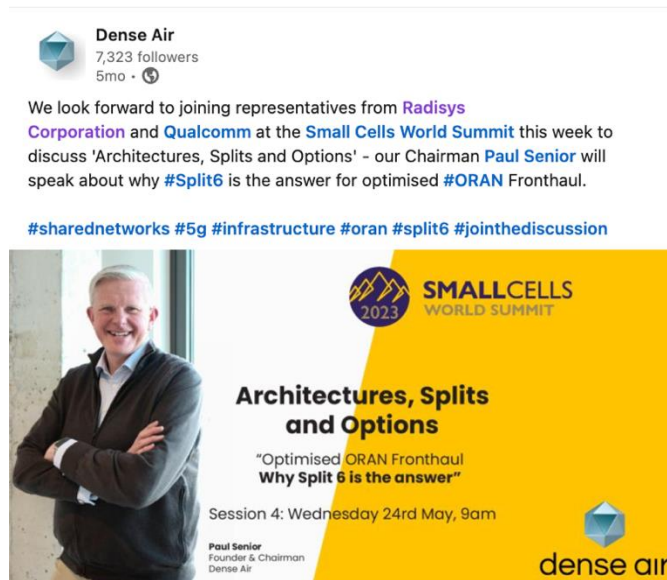 Dense Air
7,323 followers
5mo •
We look forward to joining representatives from Radisys
Corporation and Qualcomm at the Small Cells World Summit this week to
discuss 'Architectures, Splits and Options' - our Chairman Paul Senior will
speak about why #Split6 is the answer for optimised #ORAN Fronthaul.
#sharednetworks #5g #infrastructure #oran #split6 #jointhediscussion
2023
SMALLCELLS
WORLD SUMMIT
Architectures, Splits
and Options
“Optimised ORAN Fronthaul
Why Split 6 is the answer”
Session 4: Wednesday 24rd May, 9am
Paul Senior
Founder & Chairman
Dense Air
dense air